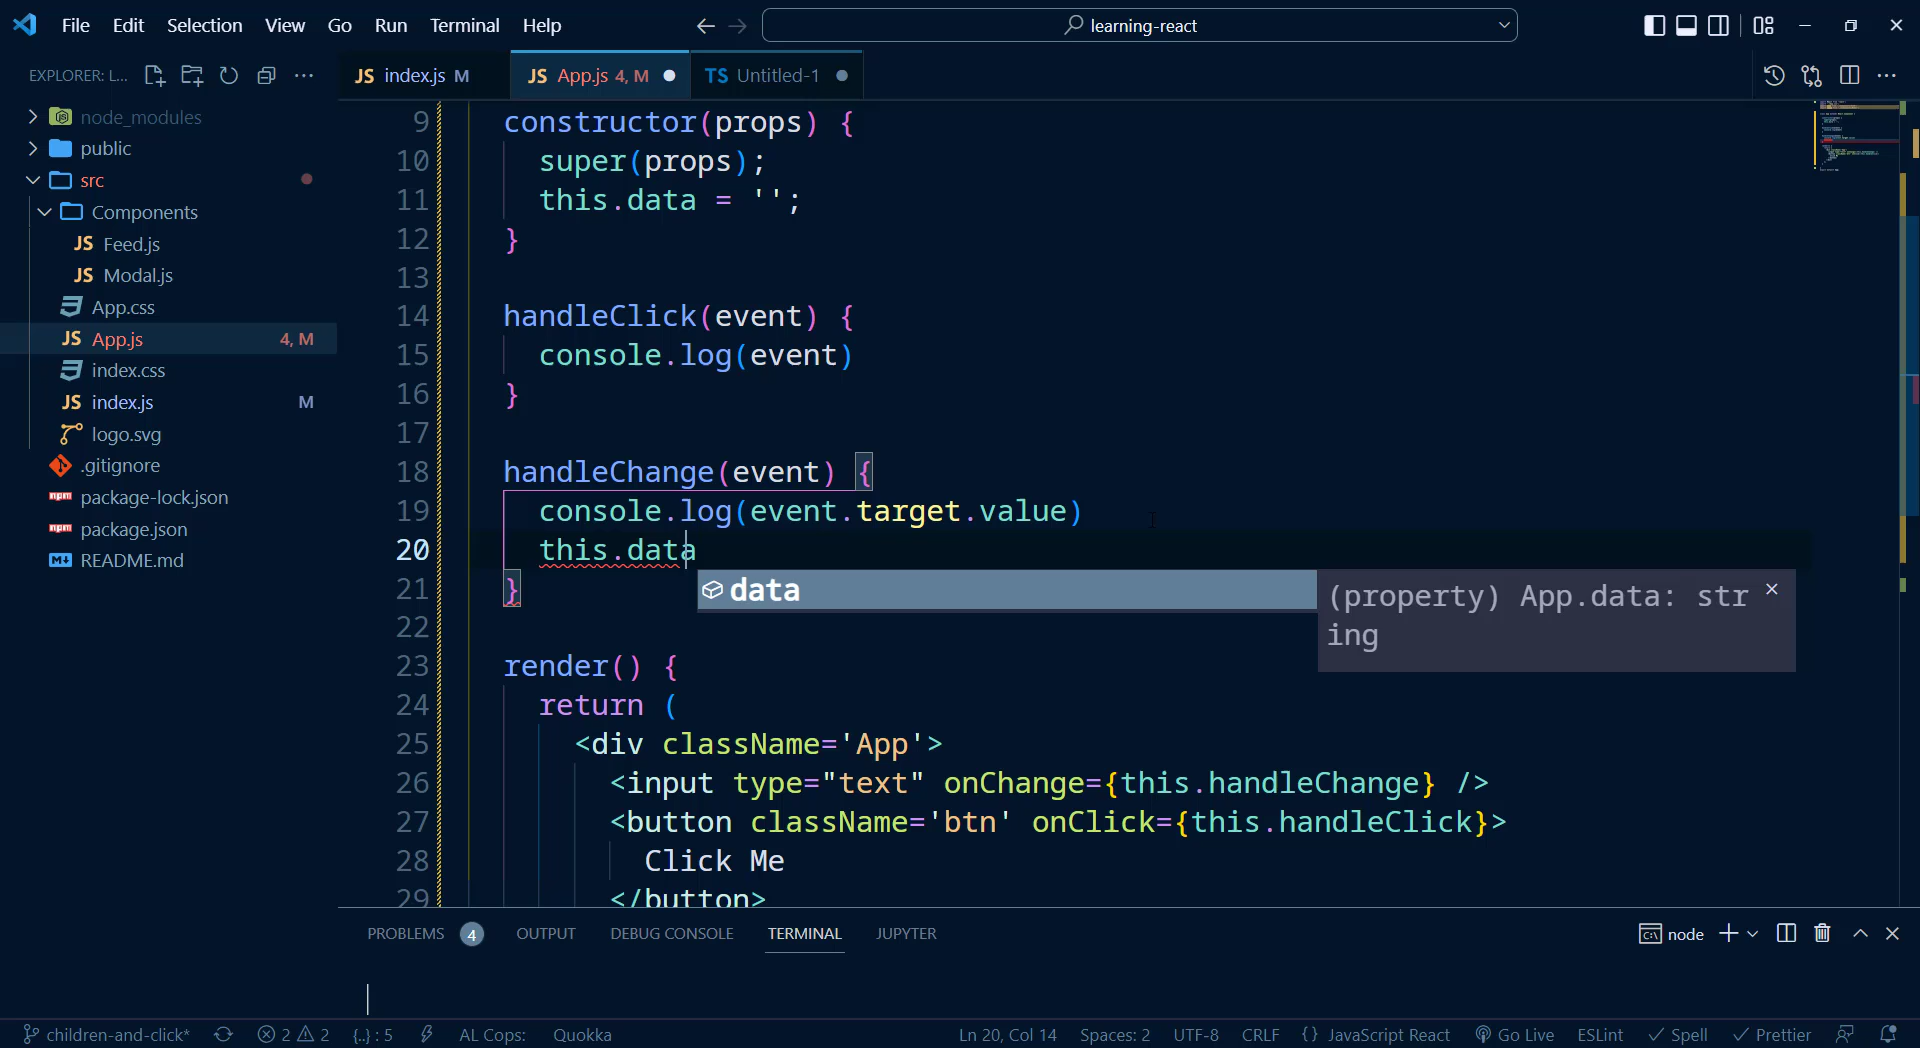 File Edit Selection View Go Run Terminal Help learning-react
EXPLORER: L...
JS index.js M
JS App.js 4, M
TS Untitled-1
node_modules
public
src
Components
JS Feed.js
JS Modal.js
App.css
JS App.js 4, M
index.css
JS index.js M
logo.svg
.gitignore
npm package-lock.json
npm package.json
M README.md
9 constructor(props) {
10 super(props);
11 this.data = '';
12 }
13
14 handleClick(event) {
15 console.log(event)
16 }
17
18 handleChange(event) {
19 console.log(event.target.value)
20 this.data
21 }
data
(property) App.data: str
ing
22
23 render() {
24 return (
25 <div className='App'>
26 <input type="text" onChange={this.handleChange} />
27 <button className='btn' onClick={this.handleClick}>
28 Click Me
29 </button>
PROBLEMS 4 OUTPUT DEBUG CONSOLE TERMINAL JUPYTER node
children-and-click* 2 2 {..} : 5 AL Cops: Quokka Ln 20, Col 14 Spaces: 2 UTF-8 CRLF {} JavaScript React Go Live ESLint Spell Prettier